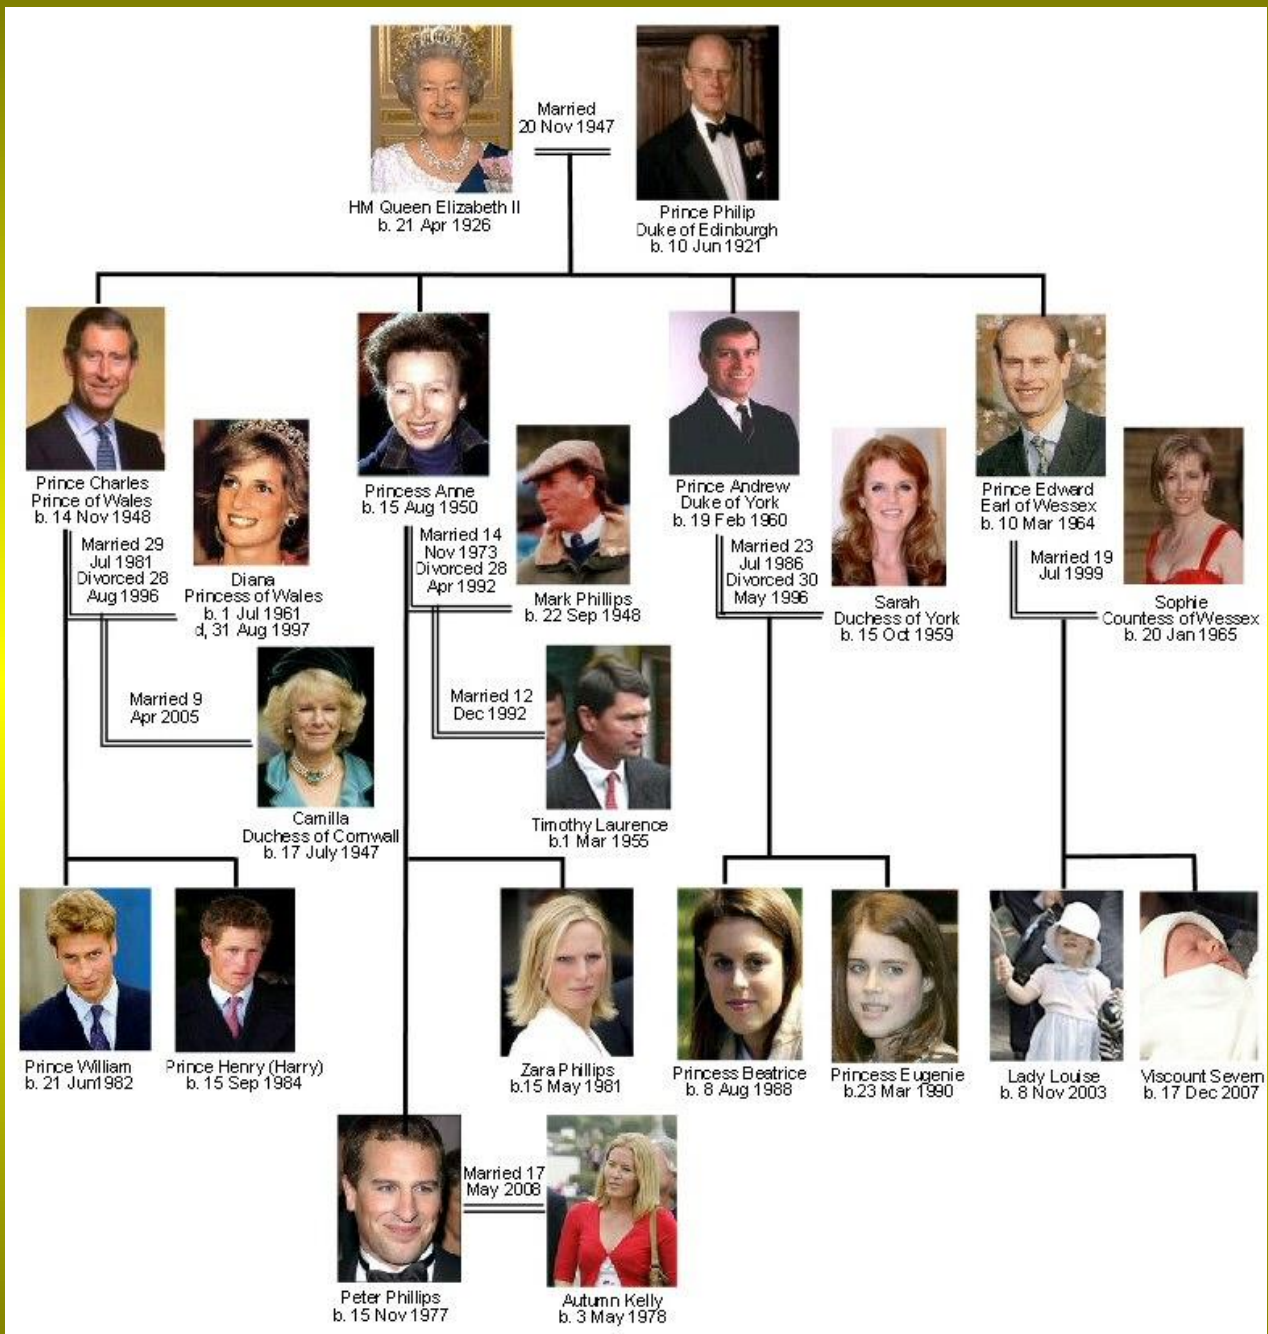 Married
20 Nov 1947
HM Queen Elizabeth II
b. 21 Apr 1926
Prince Philip
Duke of Edinburgh
b. 10 Jun 1921
Prince Charles
Prince of Wales
b. 14 Nov 1948
Married 29
Jul 1981
Divorced 28
Aug 1996
Diana
Princess of Wales
b. 1 Jul 1961
d, 31 Aug 1997
Married 9
Apr 2005
Camilla
Duchess of Cornwall
b. 17 July 1947
Princess Anne
b. 15 Aug 1950
Married 14
Nov 1973
Divorced 28
Apr 1992
Mark Phillips
b. 22 Sep 1948
Married 12
Dec 1992
Timothy Laurence
b.1 Mar 1955
Prince Andrew
Duke of York
b. 19 Feb 1960
Married 23
Jul 1986
Divorced 30
May 1996
Sarah
Duchess of York
b. 15 Oct 1959
Prince Edward
Earl of Wessex
b. 10 Mar 1964
Married 19
Jul 1999
Sophie
Countess of Wessex
b. 20 Jan 1965
Prince William
b. 21 Jun1982
Prince Henry (Harry)
b. 15 Sep 1984
Zara Phillips
b.15 May 1981
Princess Beatrice
b. 8 Aug 1988
Princess Eugenie
b.23 Mar 1990
Lady Louise
b. 8 Nov 2003
Viscount Severn
b. 17 Dec 2007
Married 17
May 2008
Peter Phillips
b. 15 Nov 1977
Autumn Kelly
b. 3 May 1978